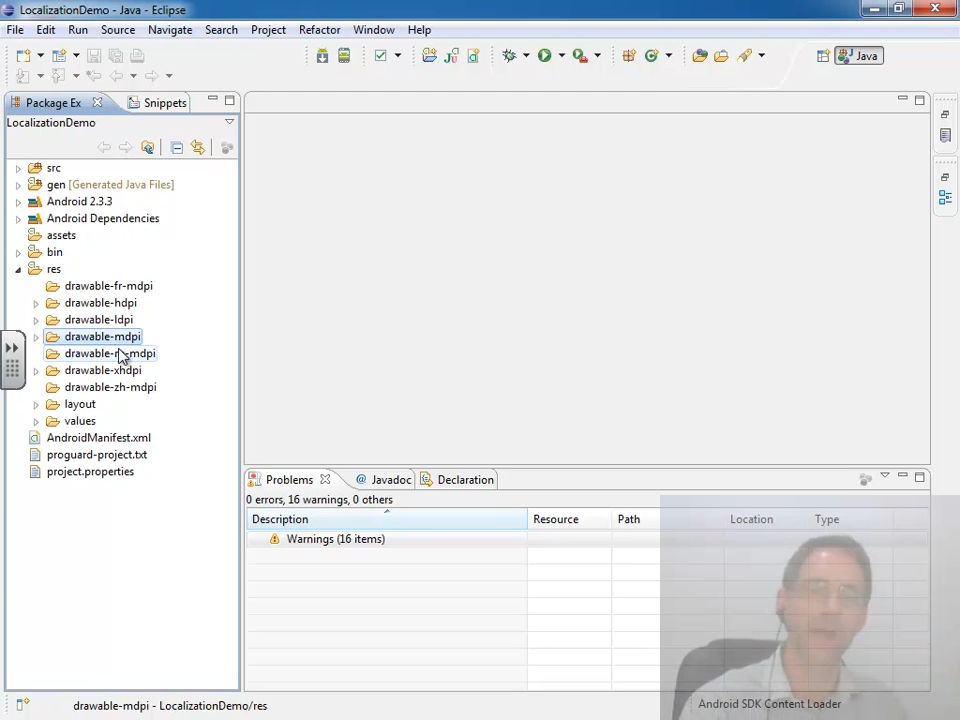 LocalizationDemo - Java - Eclipse
File Edit Run Source Navigate Search Project Refactor Window Help
Java
Package Ex
Snippets
LocalizationDemo
src
gen [Generated Java Files]
Android 2.3.3
Android Dependencies
assets
bin
res
drawable-fr-mdpi
drawable-hdpi
drawable-ldpi
drawable-mdpi
drawable-xhdpi
drawable-zh-mdpi
layout
values
AndroidManifest.xml
proguard-project.txt
project.properties
Problems
@ Javadoc
Declaration
0 errors, 16 warnings, 0 others
Description Resource Path Location Type
Warnings (16 items)
drawable-mdpi - LocalizationDemo/res
Android SDK Content Loader